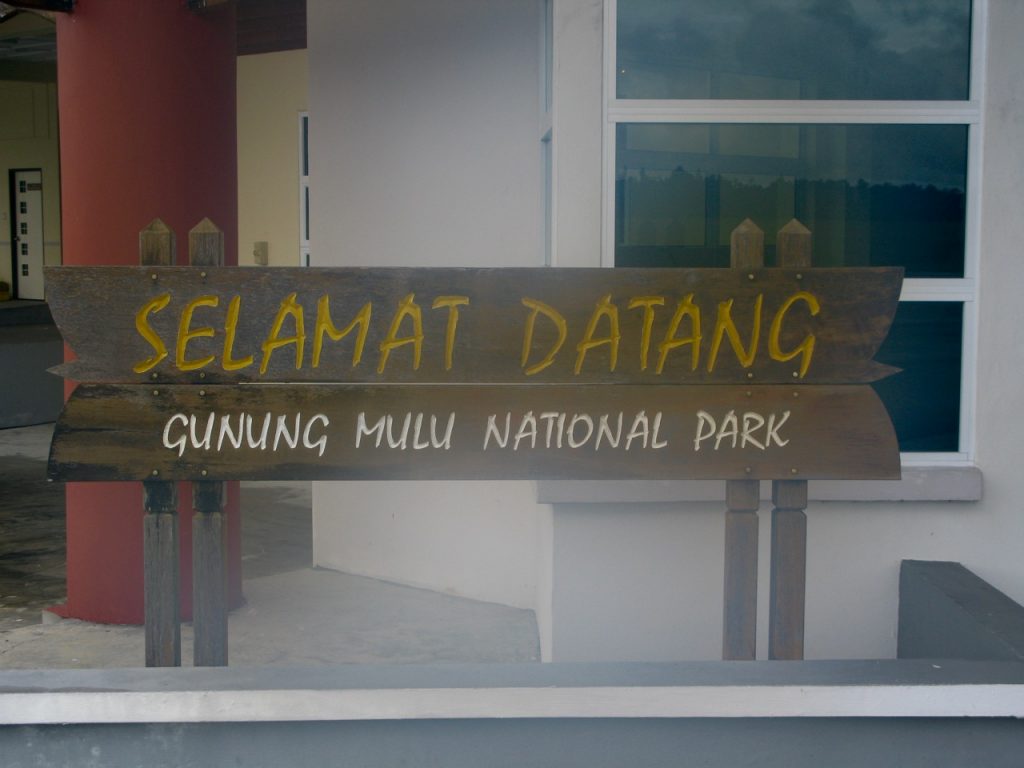 SELAMAT DATANG
GUNUNG MULU NATIONAL PARK